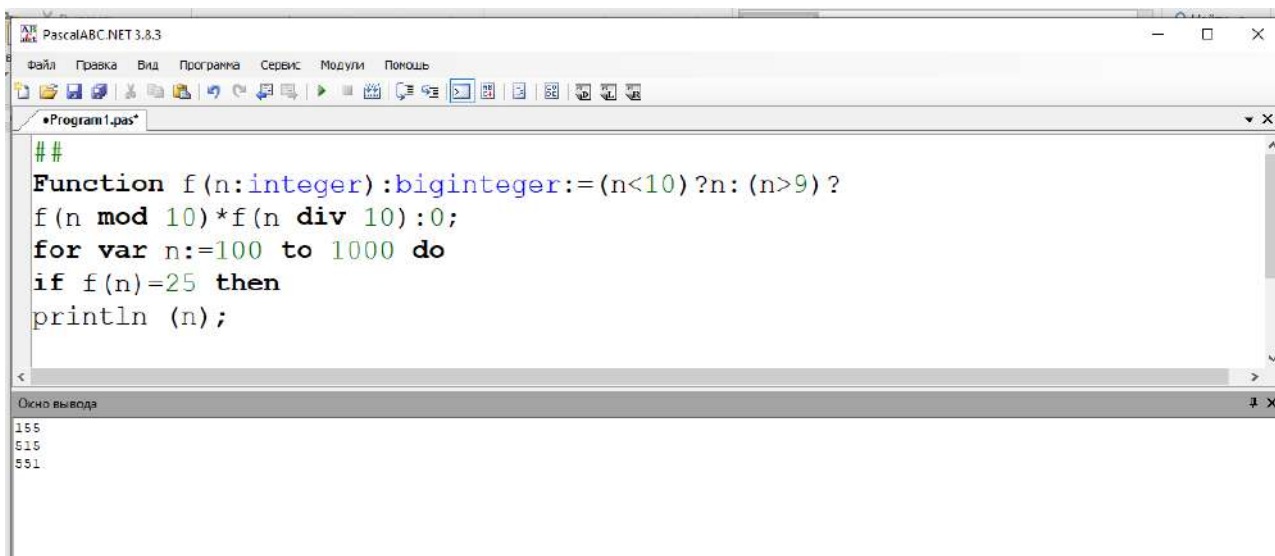 PascalABC.NET 3.8.3
Файл Правка Вид Программа Сервис Модули Помощь
•Program1.pas*
##
Function f(n:integer):biginteger:=(n<10)?n:(n>9)?
f(n mod 10)*f(n div 10):0;
for var n:=100 to 1000 do
if f(n)=25 then
println (n);
Окно вывода
155
515
551